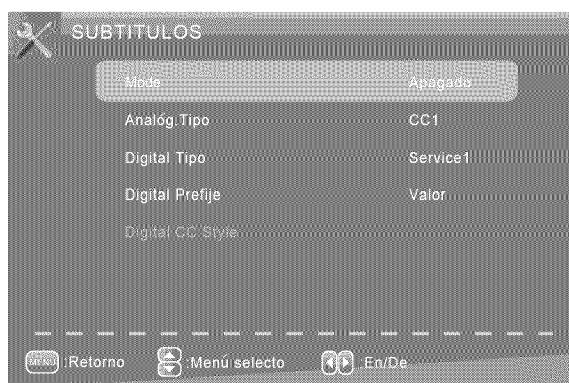 SUBTITULOS
Mode Apagado
Analóg.Tipo CC1
Digital Tipo Service1
Digital Prefije Valor
Digital CC Style
MENU :Retorno :Menú selecto :En/De